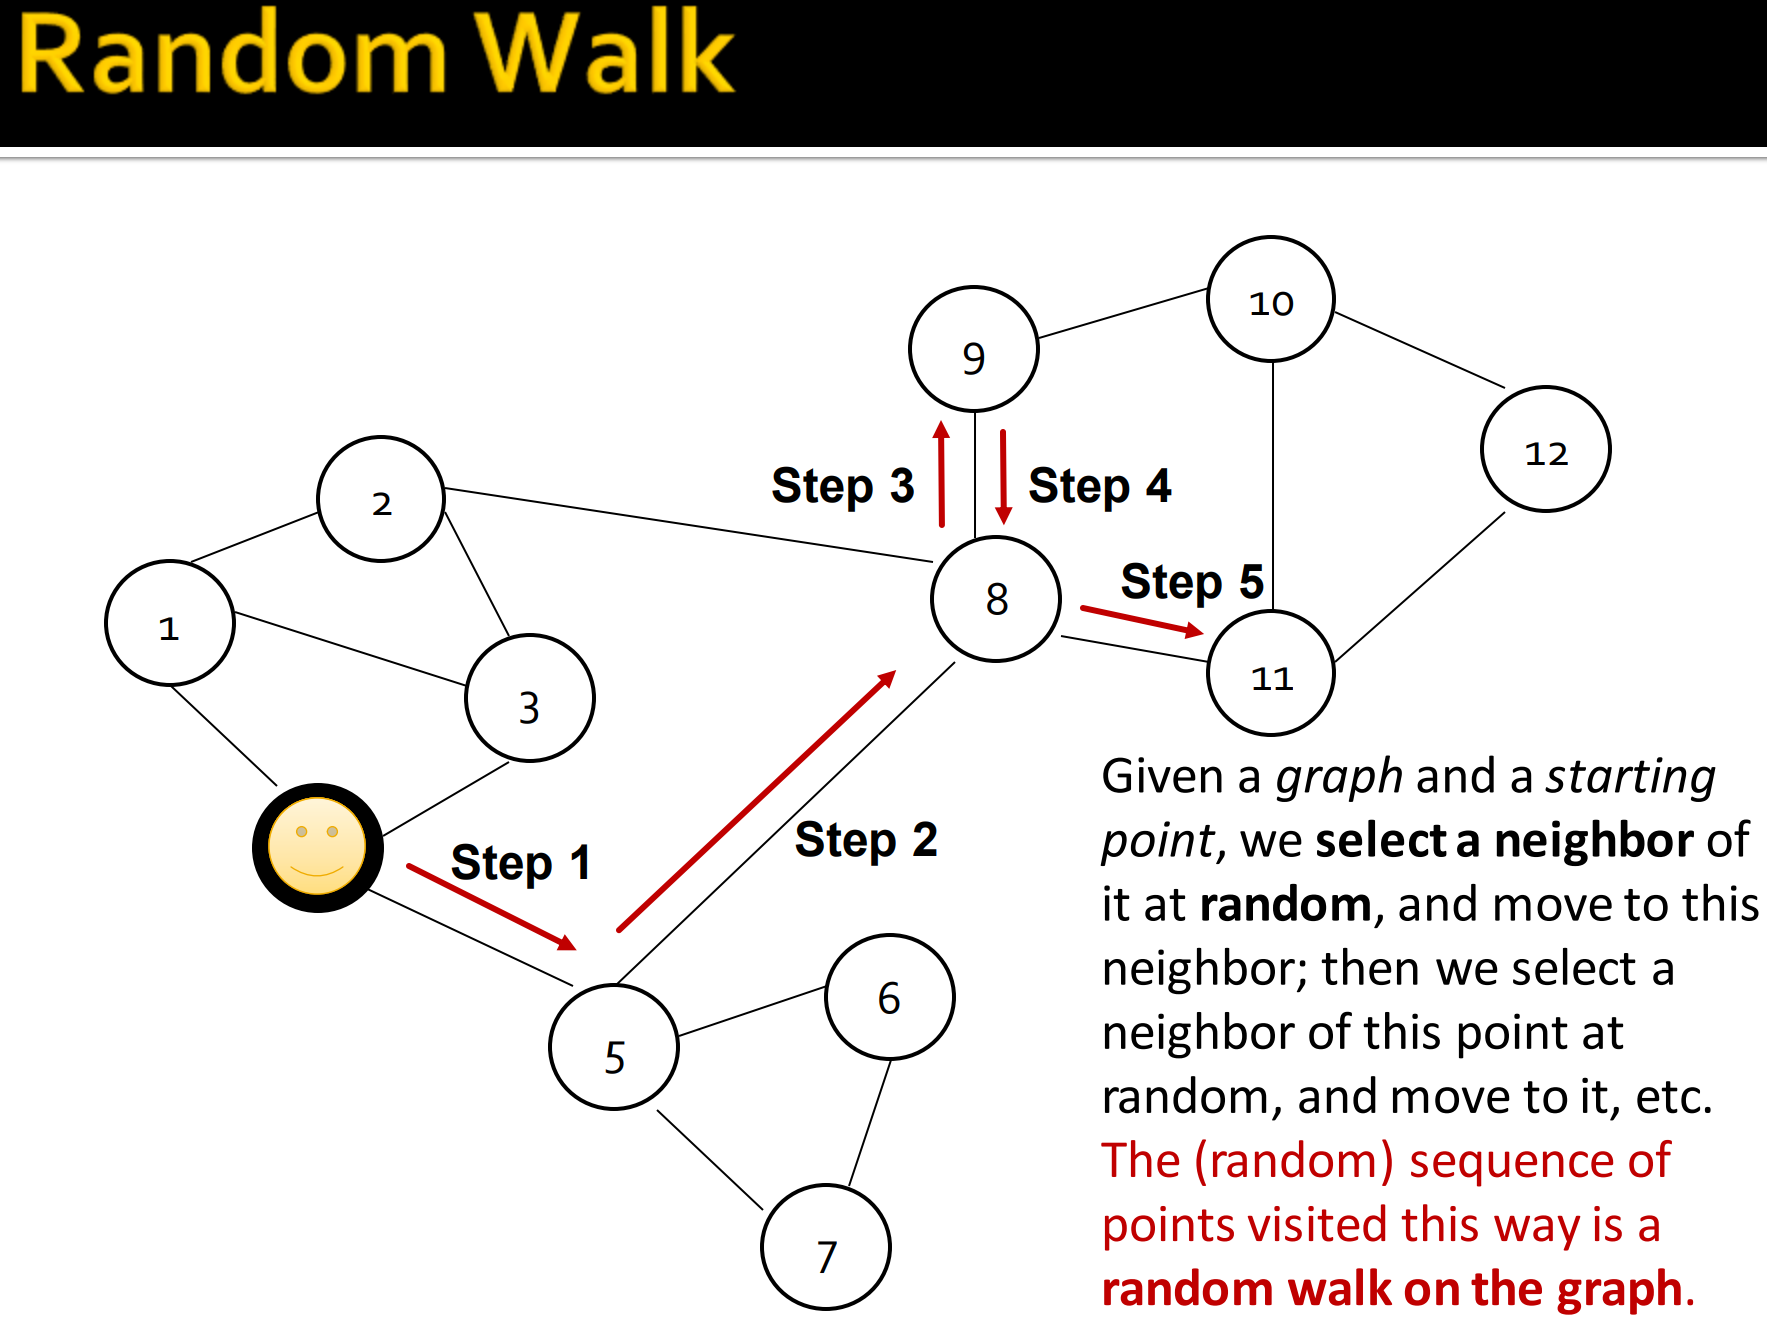 Random Walk
10
9
12
2
Step 3
Step 4
8
Step 5
1
11
3
Given a graph and a starting
point, we select a neighbor of
it at random, and move to this
neighbor; then we select a
neighbor of this point at
random, and move to it, etc.
The (random) sequence of
points visited this way is a
random walk on the graph.
Step 1
Step 2
6
5
7